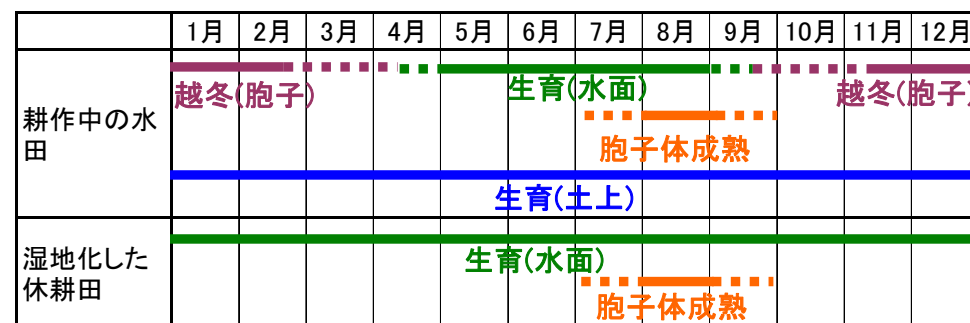 1月 2月 3月 4月 5月 6月 7月 8月 9月 10月 11月 12月
耕作中の水
田
越冬(胞子)
生育(水面)
越冬(胞子)
胞子体成熟
生育(土上)
湿地化した
休耕田
生育(水面)
胞子体成熟